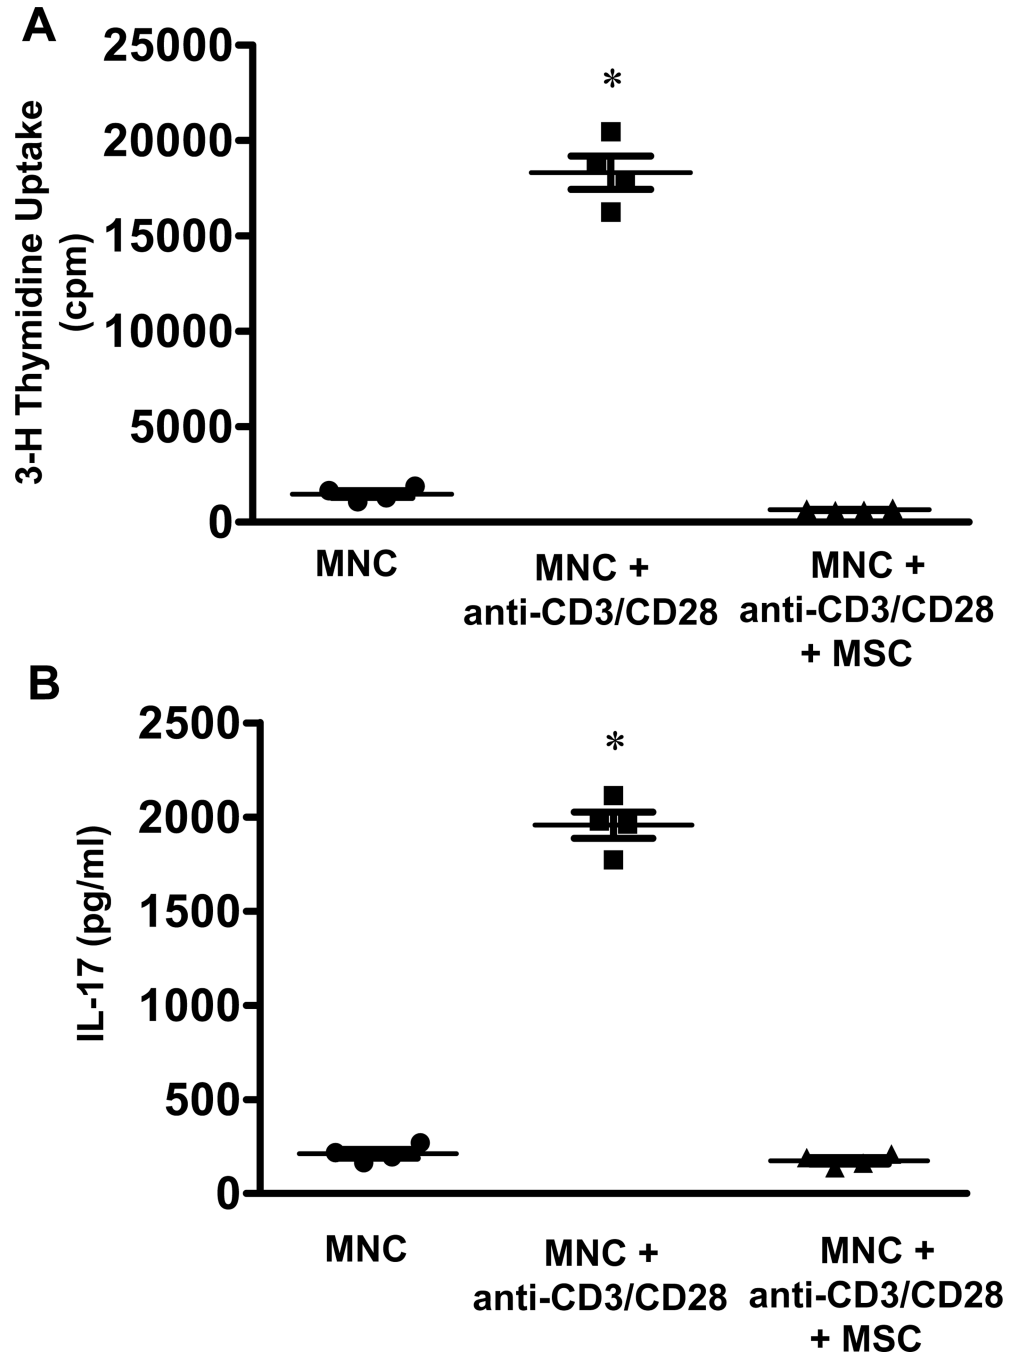 A
25000
20000
15000
10000
5000
0
3-H Thymidine Uptake
(cpm)
*
MNC
MNC +
anti-CD3/CD28
MNC +
anti-CD3/CD28
+ MSC
B
2500
2000
1500
1000
500
0
IL-17 (pg/ml)
*
MNC
MNC +
anti-CD3/CD28
MNC +
anti-CD3/CD28
+ MSC